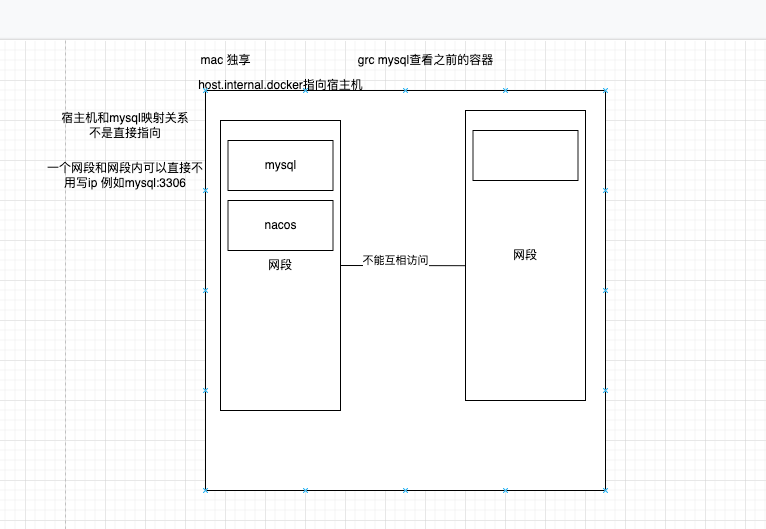 mac 独享
grc mysql查看之前的容器
host.internal.docker指向宿主机
宿主机和mysql映射关系
不是直接指向
一个网段和网段内可以直接不
用写ip 例如mysql:3306
mysql
nacos
网段
不能互相访问
网段